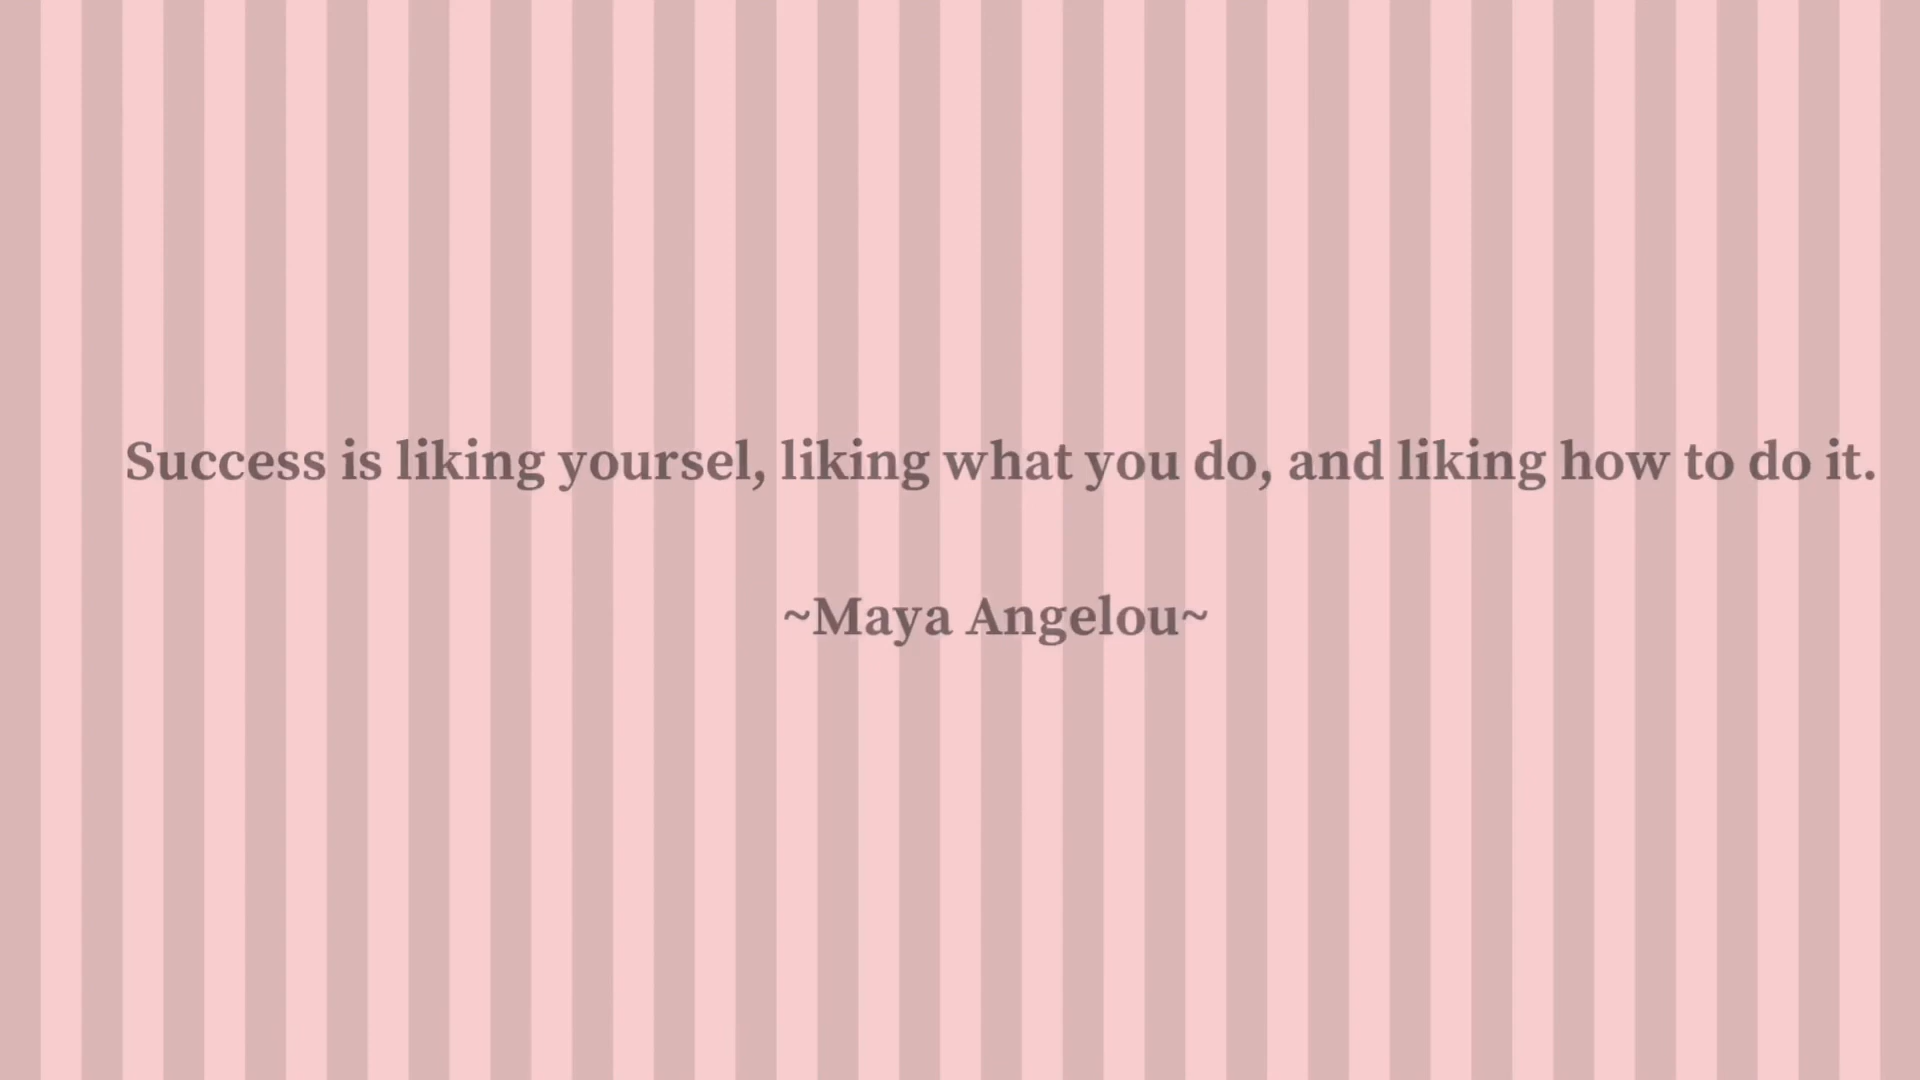 Success is liking yoursel, liking what you do, and liking how to do it.
~Maya Angelou~